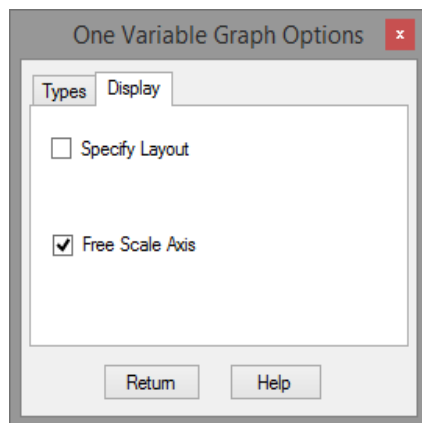 One Variable Graph Options x
Types Display
Specify Layout
Free Scale Axis
Return Help